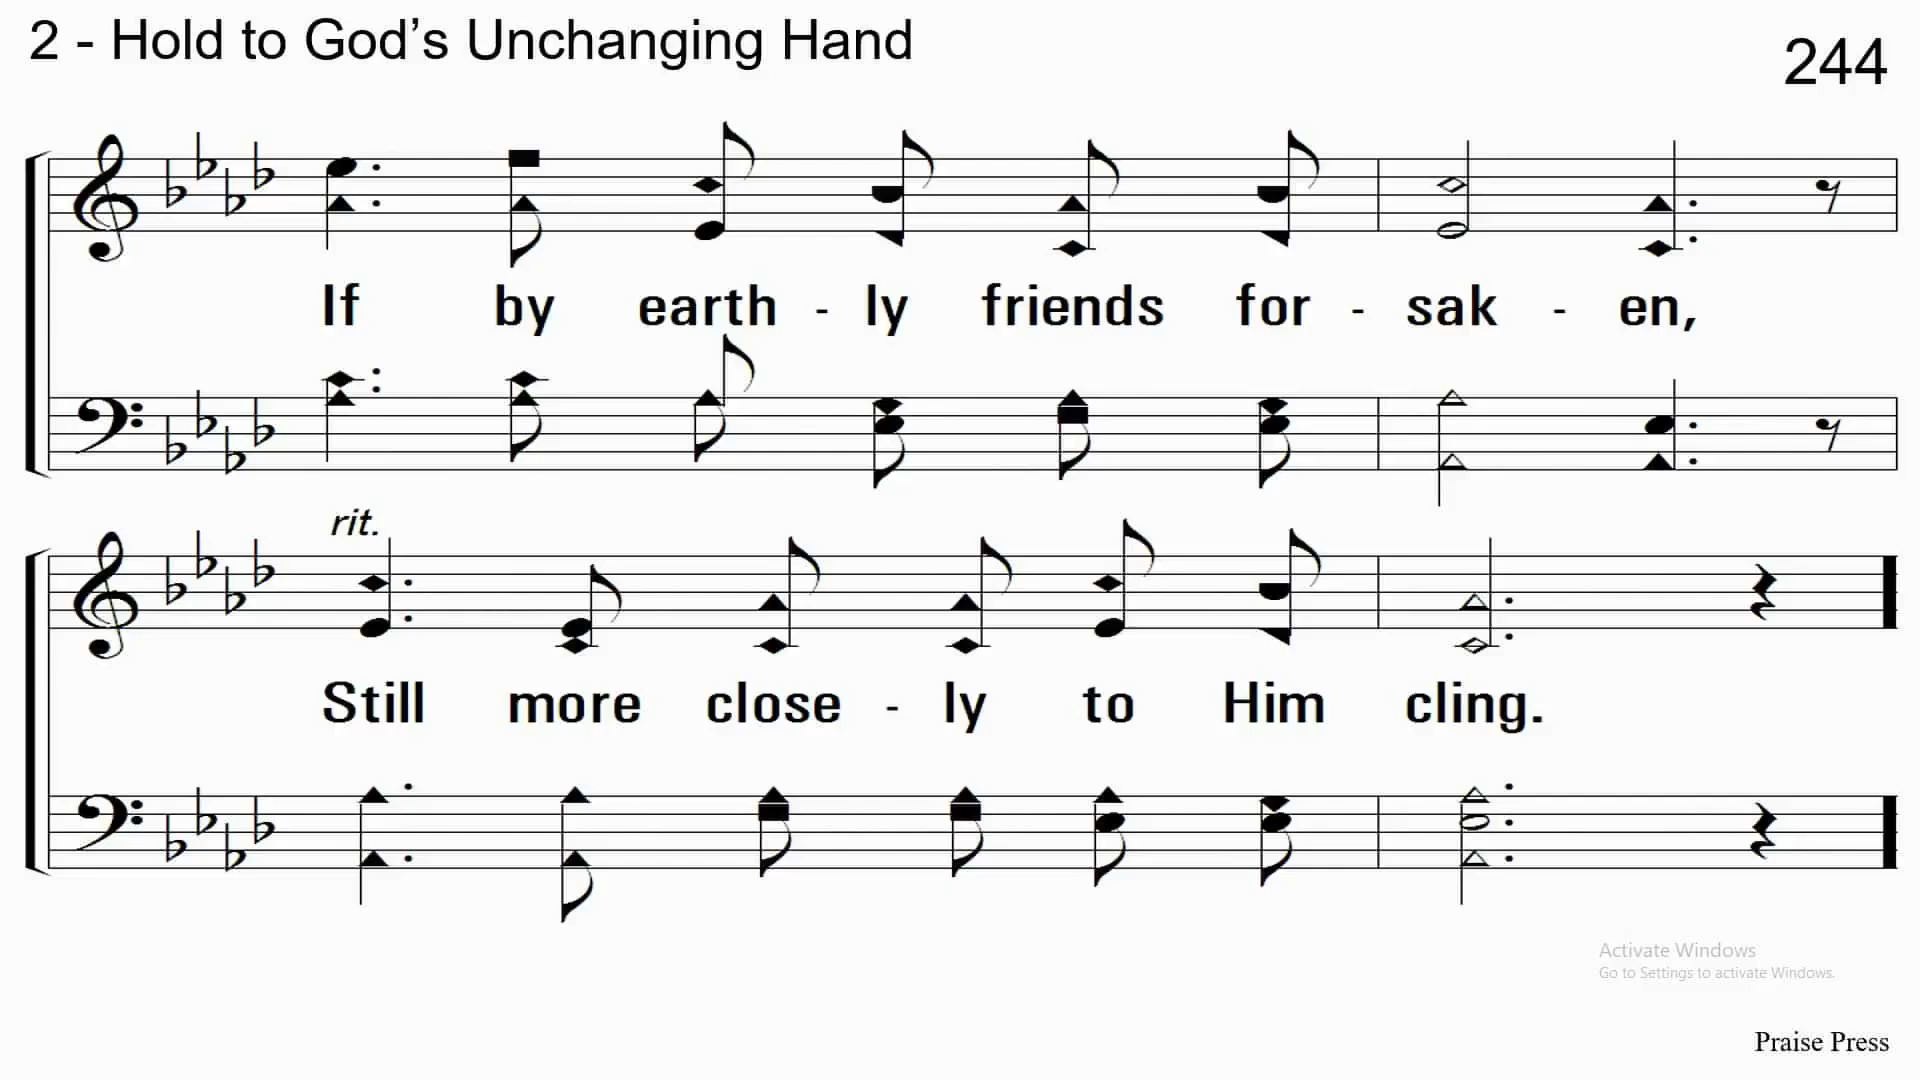 2 - Hold to God’s Unchanging Hand
244
If by earth - ly friends for - sak - en,
rit.
Still more close - ly to Him cling.
Activate Windows
Go to Settings to activate Windows.
Praise Press